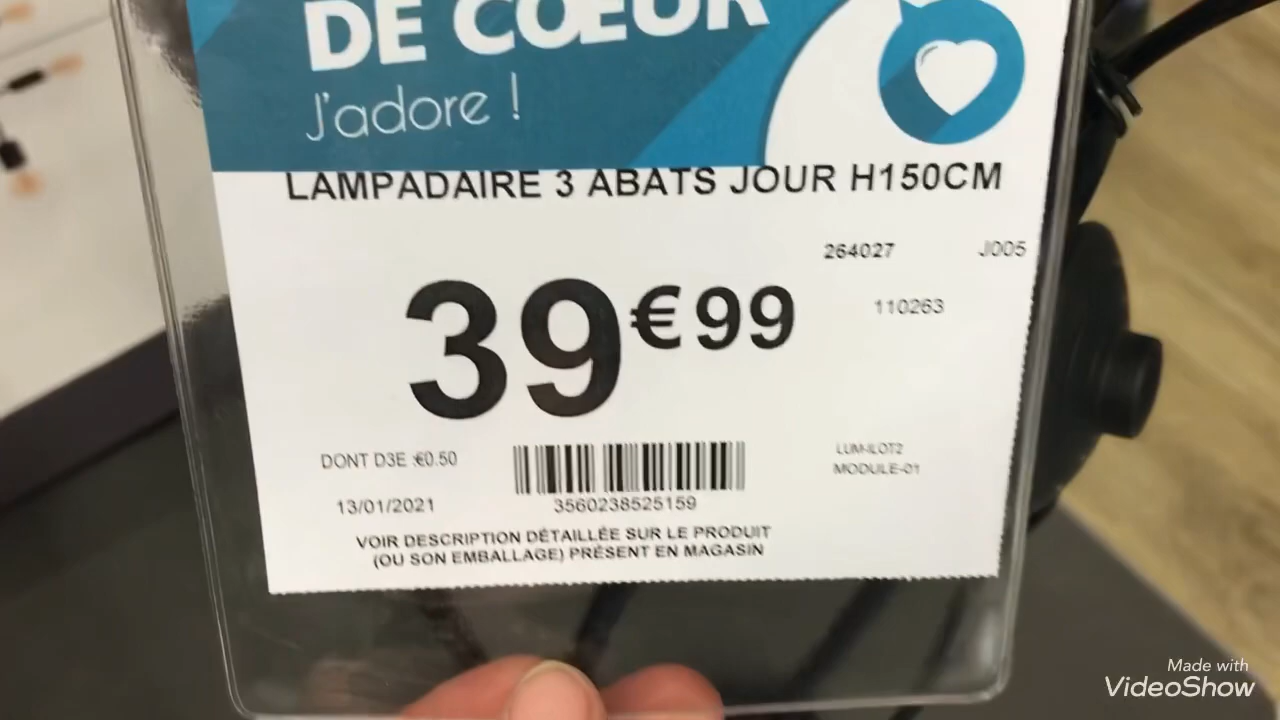 DE CŒUR
J'adore !
LAMPADAIRE 3 ABATS JOUR H150CM
264027 J005
39€99
110263
DONT D3E :€0.50
LUM-ILOT2
MODULE-01
13/01/2021
3560238525159
VOIR DESCRIPTION DÉTAILLÉE SUR LE PRODUIT
(OU SON EMBALLAGE) PRÉSENT EN MAGASIN
Made with
VideoShow